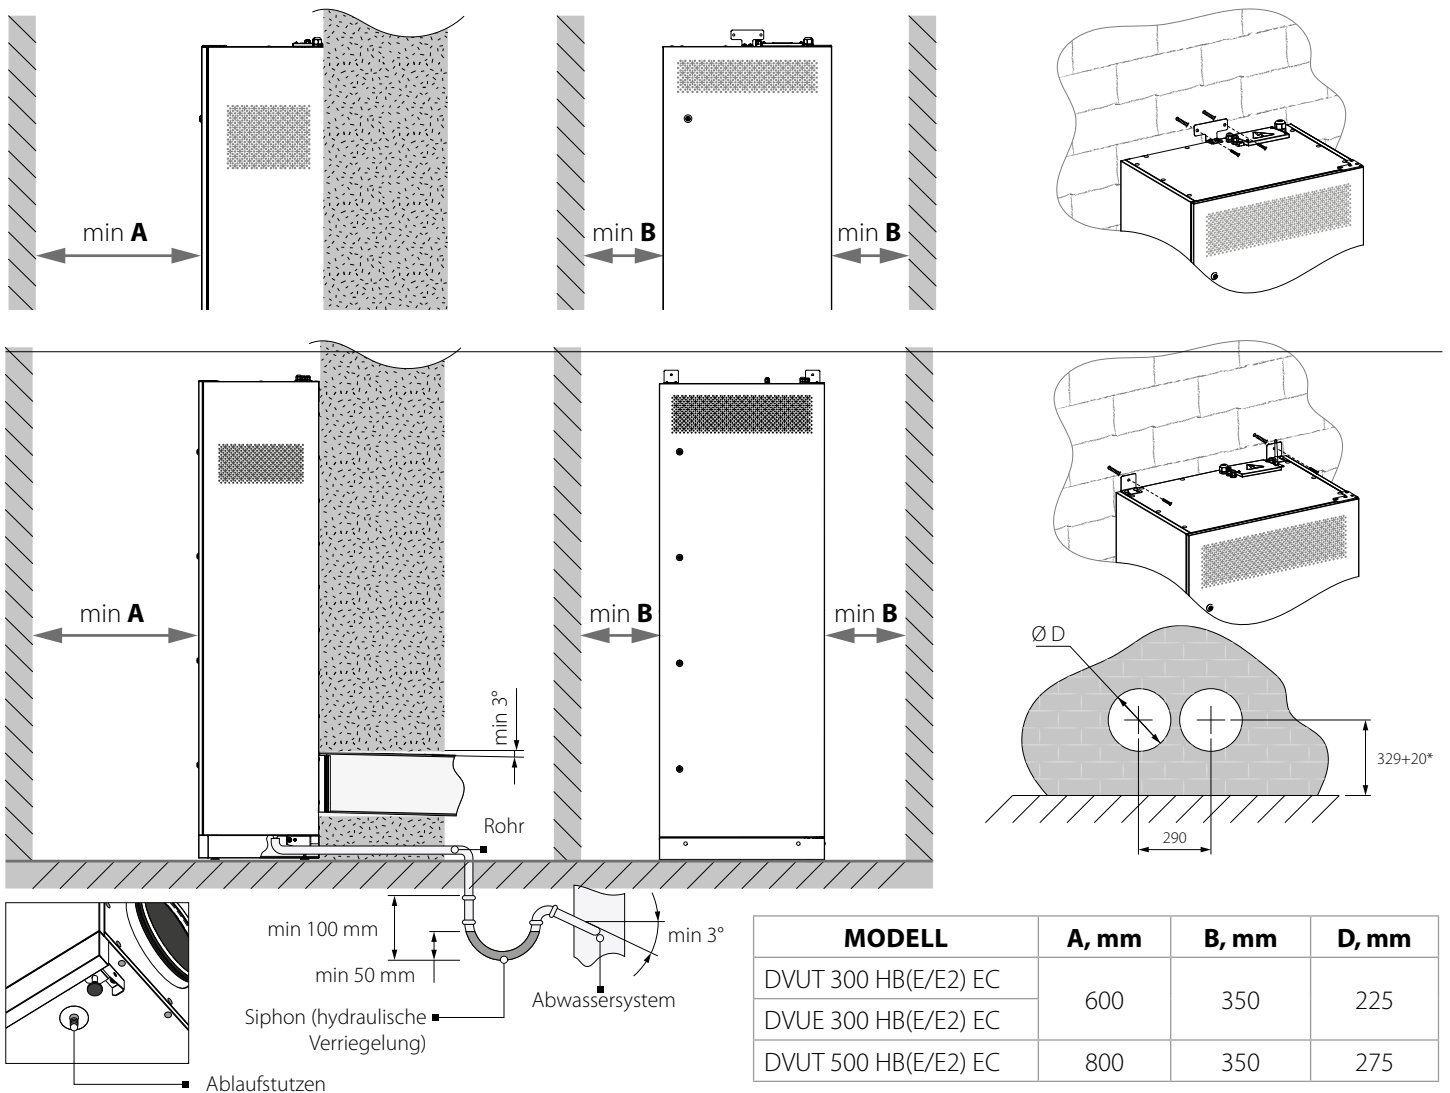 min A
min B
min B
min A
min B
min B
min 3°
Ø D
329+20*
290
Rohr
min 100 mm
min 50 mm
min 3°
Abwassersystem
Siphon (hydraulische
Verriegelung)
Ablaufstutzen
MODELL A, mm B, mm D, mm
DVUT 300 HB(E/E2) EC 600 350 225
DVUE 300 HB(E/E2) EC
DVUT 500 HB(E/E2) EC 800 350 275